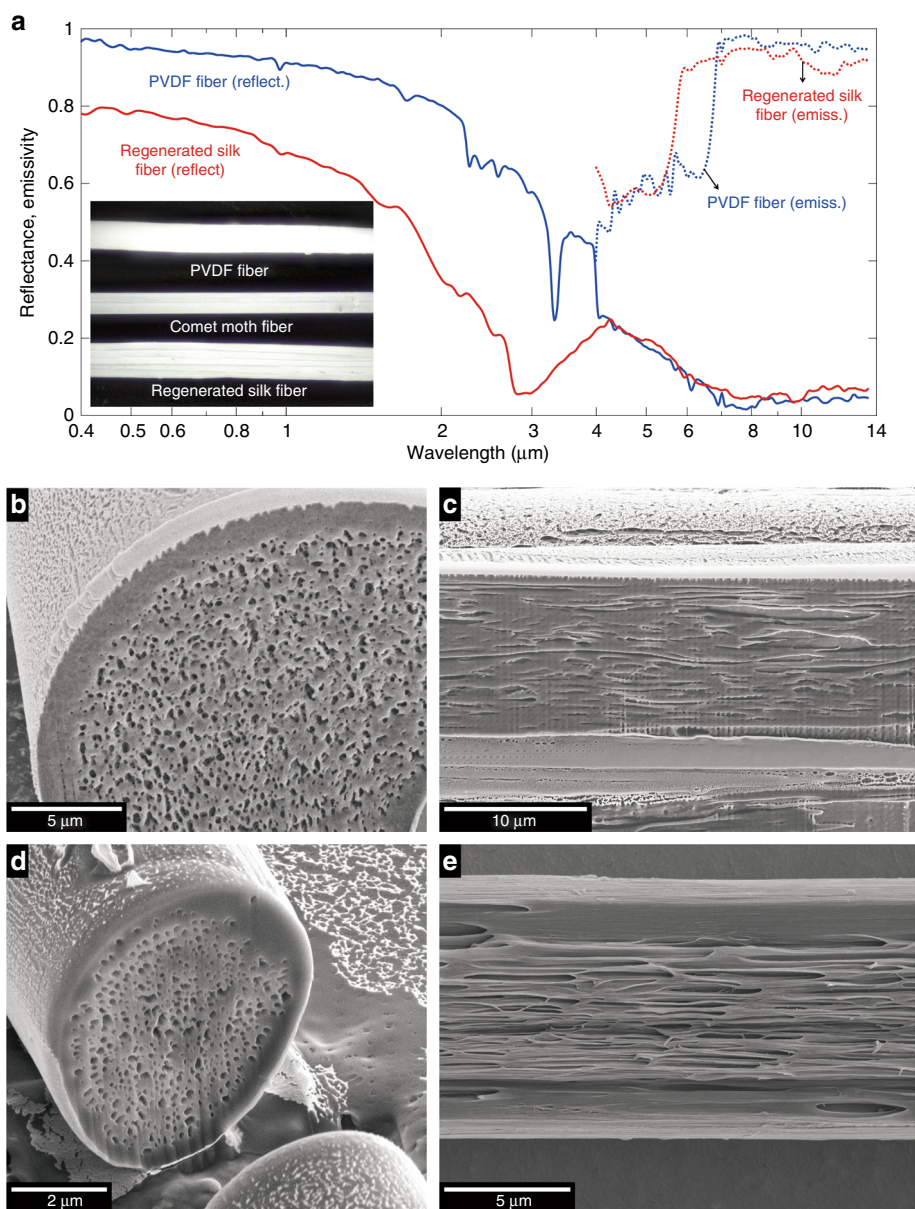 a
1
0.8
0.6
0.4
0.2
0
Reflectance, emissivity
PVDF fiber (reflect.)
Regenerated silk
fiber (reflect)
Regenerated silk
fiber (emiss.)
PVDF fiber (emiss.)
PVDF fiber
Comet moth fiber
Regenerated silk fiber
0.4 0.5 0.6 0.8 1 2 3 4 5 6 8 10 14
Wavelength (μm)
b
5 μm
c
10 μm
d
2 μm
e
5 μm